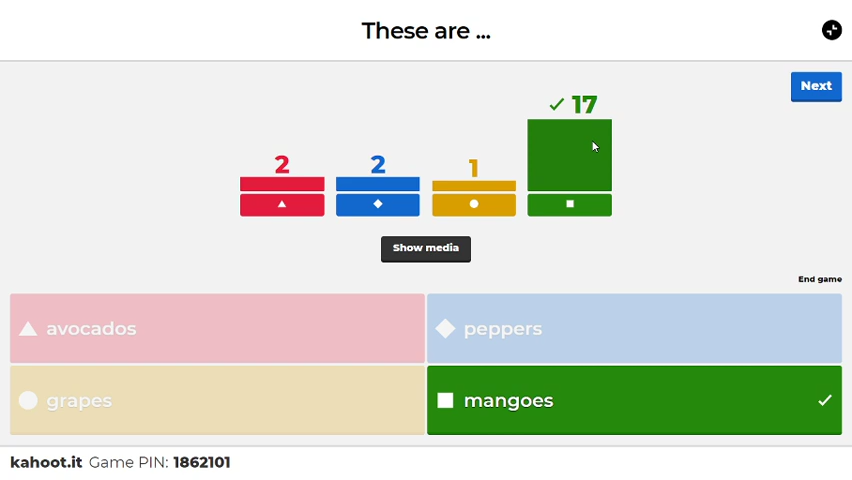 These are ...
Next
2
2
1
17
Show media
End game
avocados
peppers
grapes
mangoes
kahoot.it Game PIN: 1862101